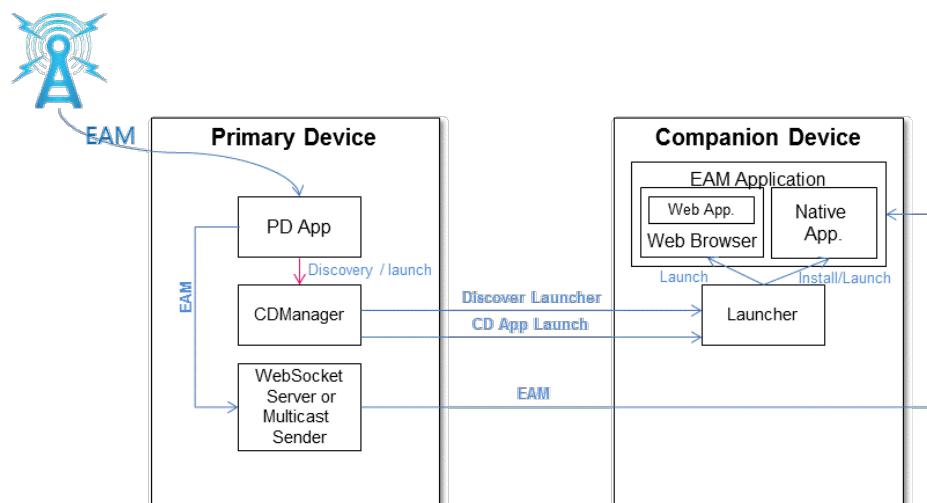 EAM
Primary Device
Companion Device
EAM Application
Web App.
Web Browser
Native
App.
PD App
Discovery / launch
Launch
Install/Launch
EAM
CDManager
Discover Launcher
CD App Launch
Launcher
WebSocket
Server or
Multicast
Sender
EAM